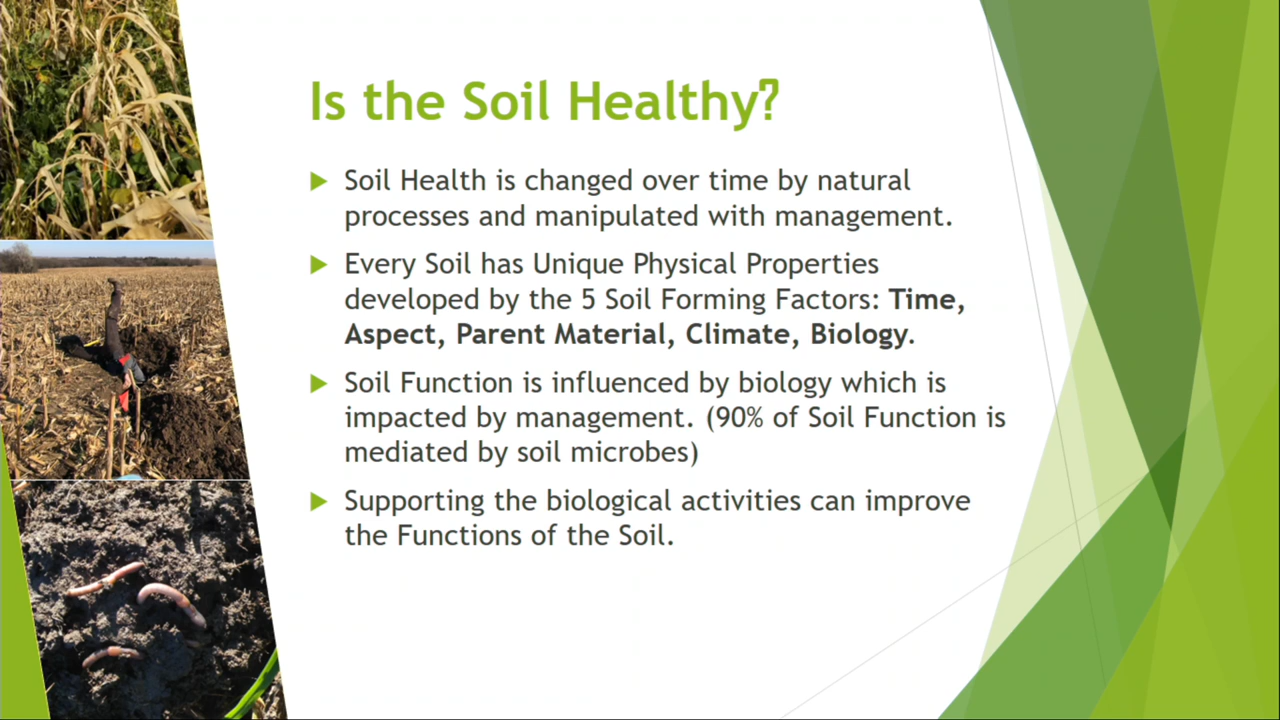 Is the Soil Healthy?
Soil Health is changed over time by natural
processes and manipulated with management.
Every Soil has Unique Physical Properties
developed by the 5 Soil Forming Factors: Time,
Aspect, Parent Material, Climate, Biology.
Soil Function is influenced by biology which is
impacted by management. (90% of Soil Function is
mediated by soil microbes)
Supporting the biological activities can improve
the Functions of the Soil.